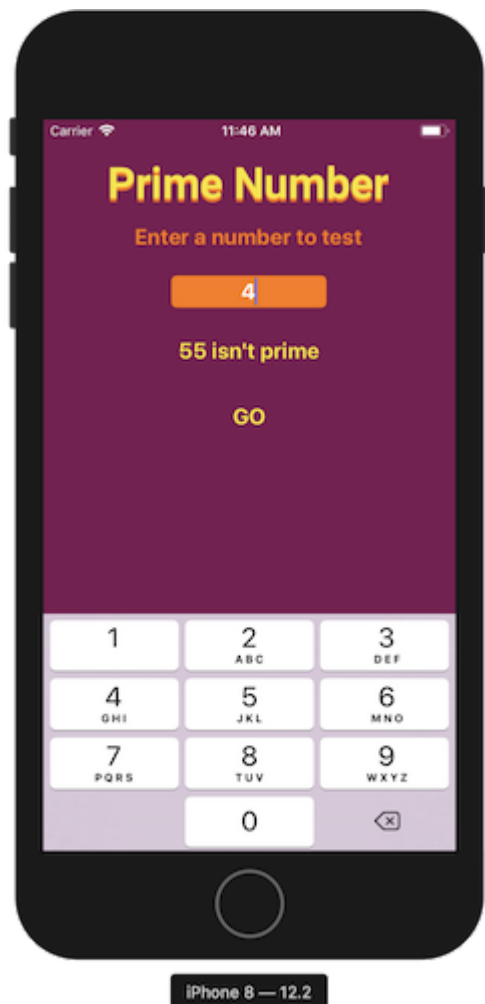 Carrier 11:46 AM
Prime Number
Enter a number to test
4
55 isn't prime
GO
1 2 3
ABC DEF
4 5 6
GHI JKL MNO
7 8 9
PQRS TUV WXYZ
0
iPhone 8 — 12.2